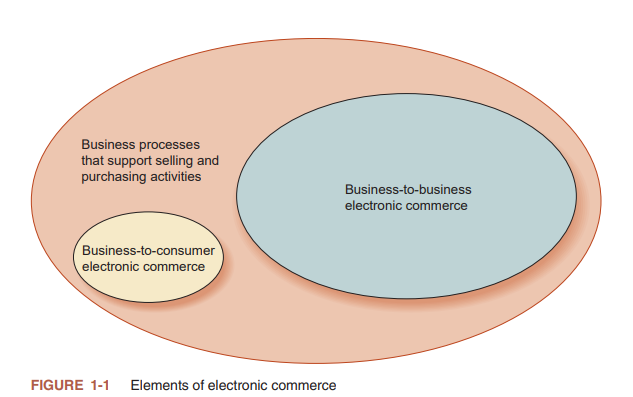 Business processes
that support selling and
purchasing activities
Business-to-business
electronic commerce
Business-to-consumer
electronic commerce
FIGURE 1-1 Elements of electronic commerce